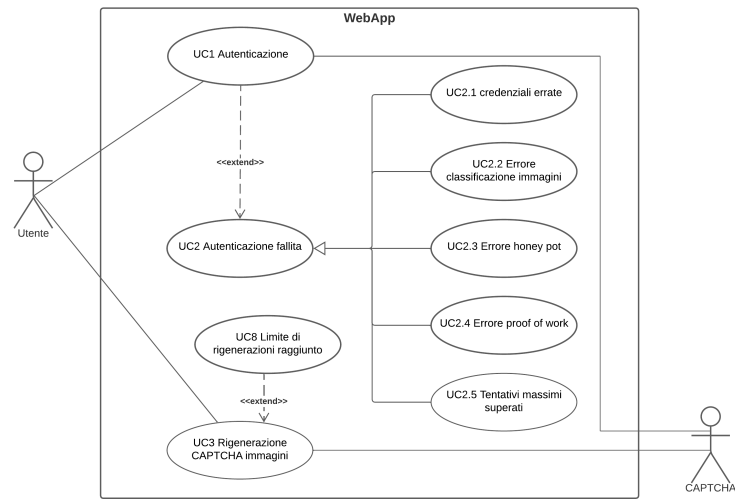 WebApp
UC1 Autenticazione
UC2.1 credenziali errate
<<extend>>
UC2.2 Errore
classificazione immagini
Utente
UC2 Autenticazione fallita
UC2.3 Errore honey pot
UC2.4 Errore proof of work
UC8 Limite di
rigenerazioni raggiunto
<<extend>>
UC2.5 Tentativi massimi
superati
UC3 Rigenerazione
CAPTCHA immagini
CAPTCHA